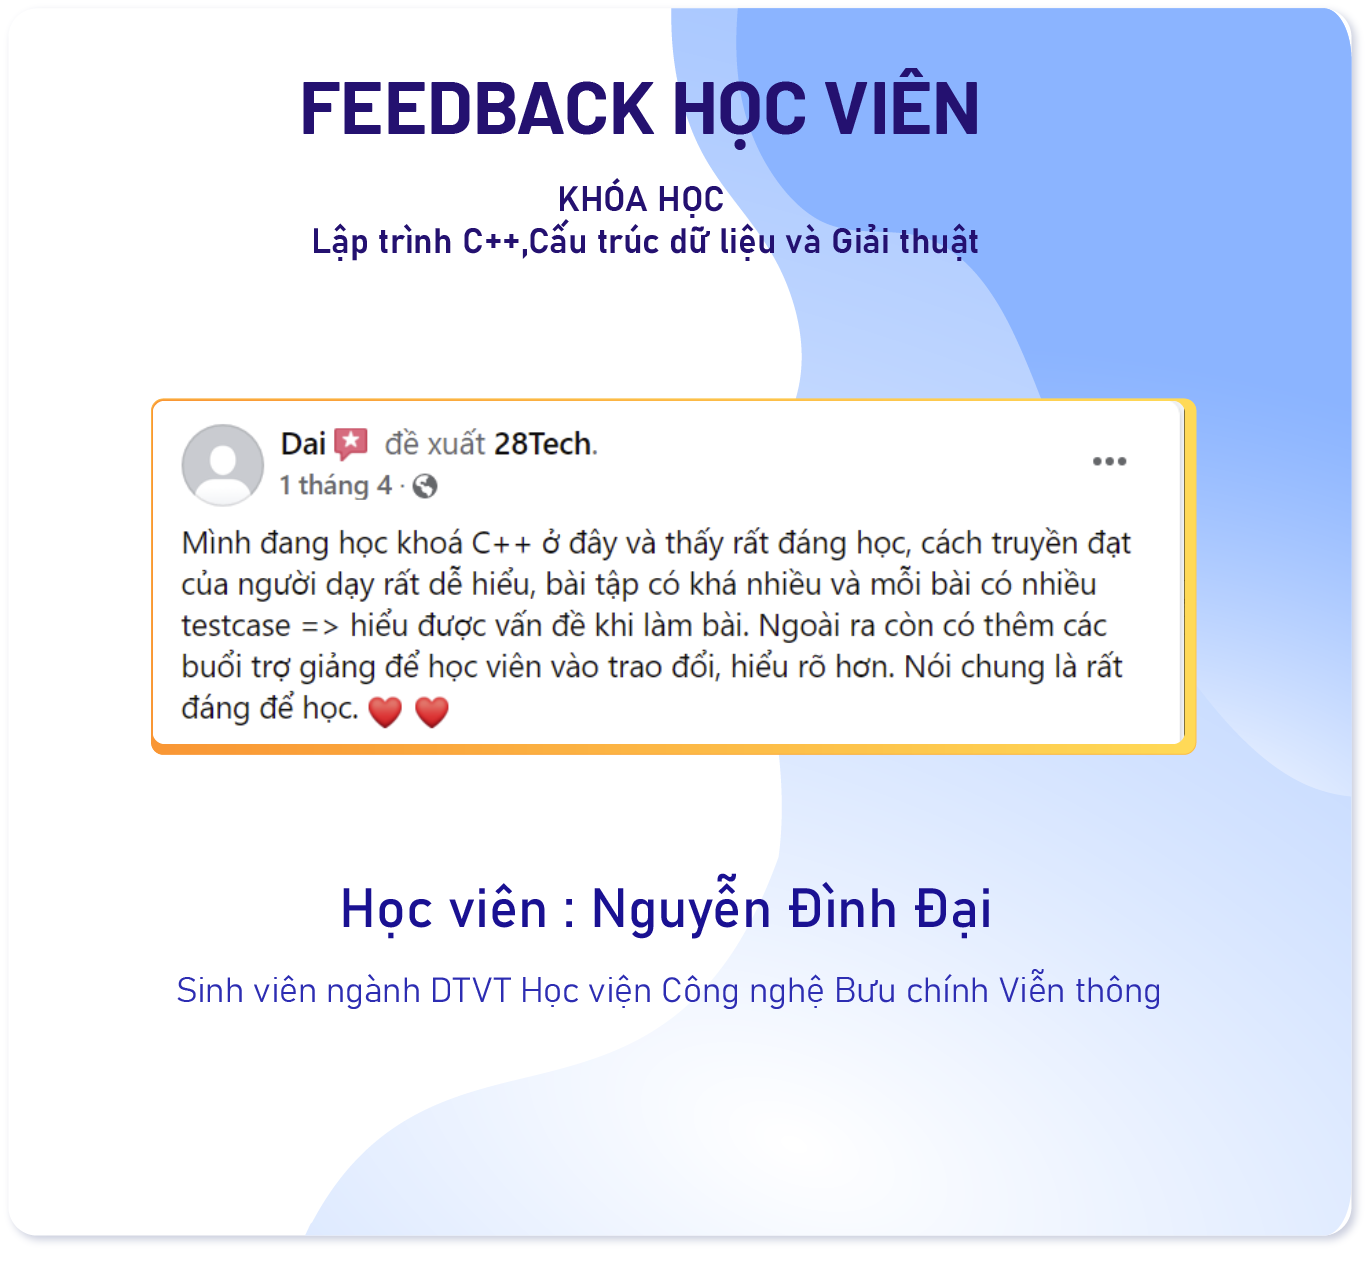 FEEDBACK HỌC VIÊN
KHÓA HỌC
Lập trình C++,Cấu trúc dữ liệu và Giải thuật
Dai đề xuất 28Tech.
1 tháng 4 ·
Mình đang học khoá C++ ở đây và thấy rất đáng học, cách truyền đạt
của người dạy rất dễ hiểu, bài tập có khá nhiều và mỗi bài có nhiều
testcase => hiểu được vấn đề khi làm bài. Ngoài ra còn có thêm các
buổi trợ giảng để học viên vào trao đổi, hiểu rõ hơn. Nói chung là rất
đáng để học. ❤️ ❤️
Học viên : Nguyễn Đình Đại
Sinh viên ngành DTVT Học viện Công nghệ Bưu chính Viễn thông